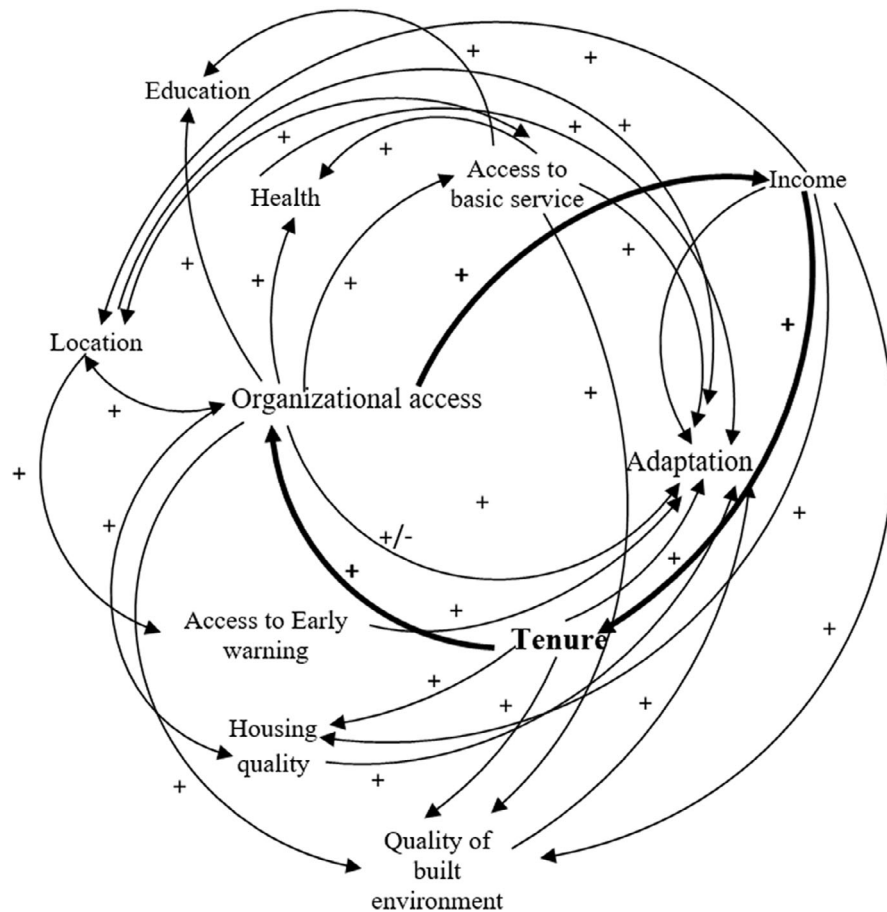 +
+
Education
+
+
+
+
Access to
basic service
Income
Health
+
+
+
+
+
Location
+
+
+
Organizational access
Adaptation
+
+
+
+
+/-
+
+
Access to Early
warning
+
Tenure
+
+
+
+
Housing
quality
+
+
Quality of
built
environment